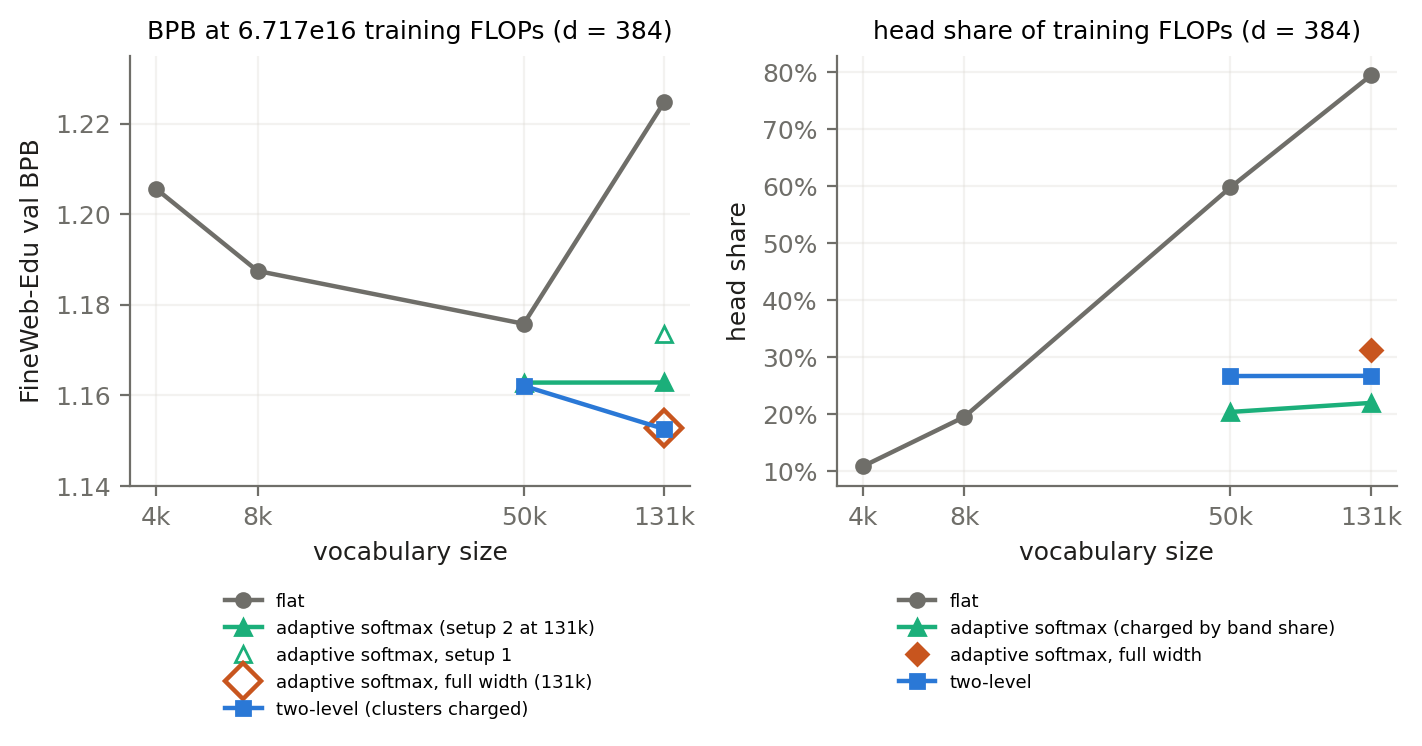 BPB at 6.717e16 training FLOPs (d = 384)
FineWeb-Edu val BPB
1.22
1.20
1.18
1.16
1.14
4k 8k 50k 131k
vocabulary size
flat
adaptive softmax (setup 2 at 131k)
adaptive softmax, setup 1
adaptive softmax, full width (131k)
two-level (clusters charged)
head share of training FLOPs (d = 384)
head share
80%
70%
60%
50%
40%
30%
20%
10%
4k 8k 50k 131k
vocabulary size
flat
adaptive softmax (charged by band share)
adaptive softmax, full width
two-level